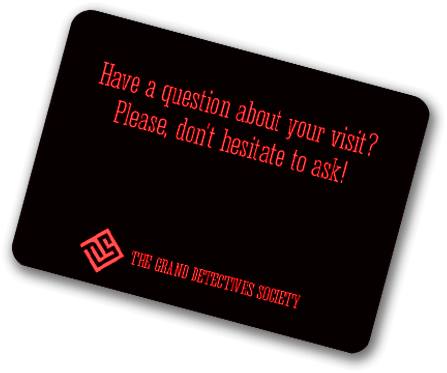 Have a question about your visit?
Please, don't hesitate to ask!
THE GRAND DETECTIVES SOCIETY